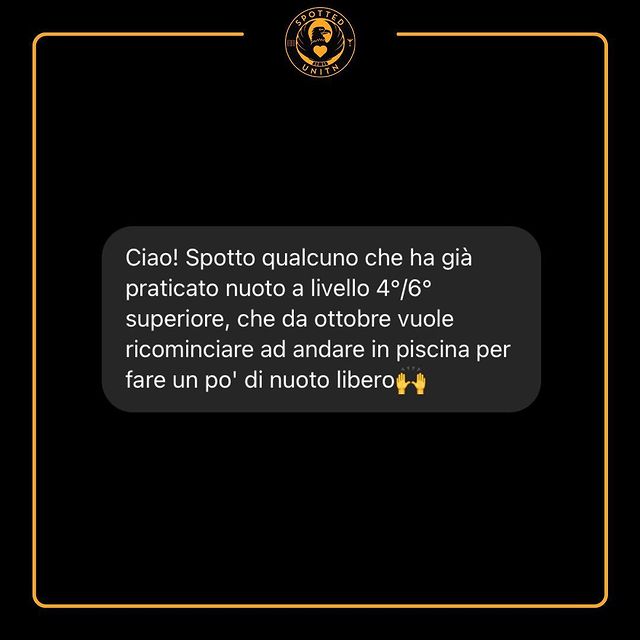 SPOTTED
UNITN
Ciao! Spotto qualcuno che ha già
praticato nuoto a livello 4°/6°
superiore, che da ottobre vuole
ricominciare ad andare in piscina per
fare un po' di nuoto libero🙌